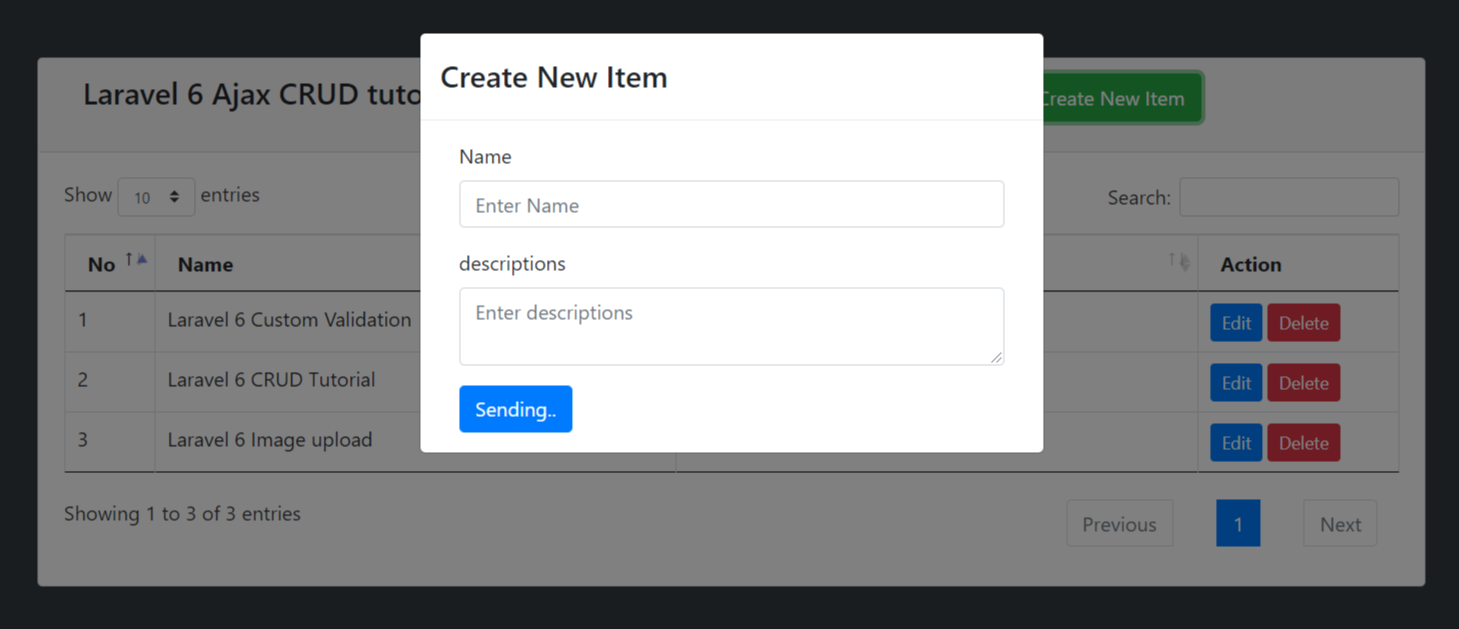 Laravel 6 Ajax CRUD tuto
Create New Item
Create New Item
Name
Enter Name
descriptions
Enter descriptions
Sending..
Show 10 entries
Search:
No Name Action
1 Laravel 6 Custom Validation Edit Delete
2 Laravel 6 CRUD Tutorial Edit Delete
3 Laravel 6 Image upload Edit Delete
Showing 1 to 3 of 3 entries
Previous 1 Next